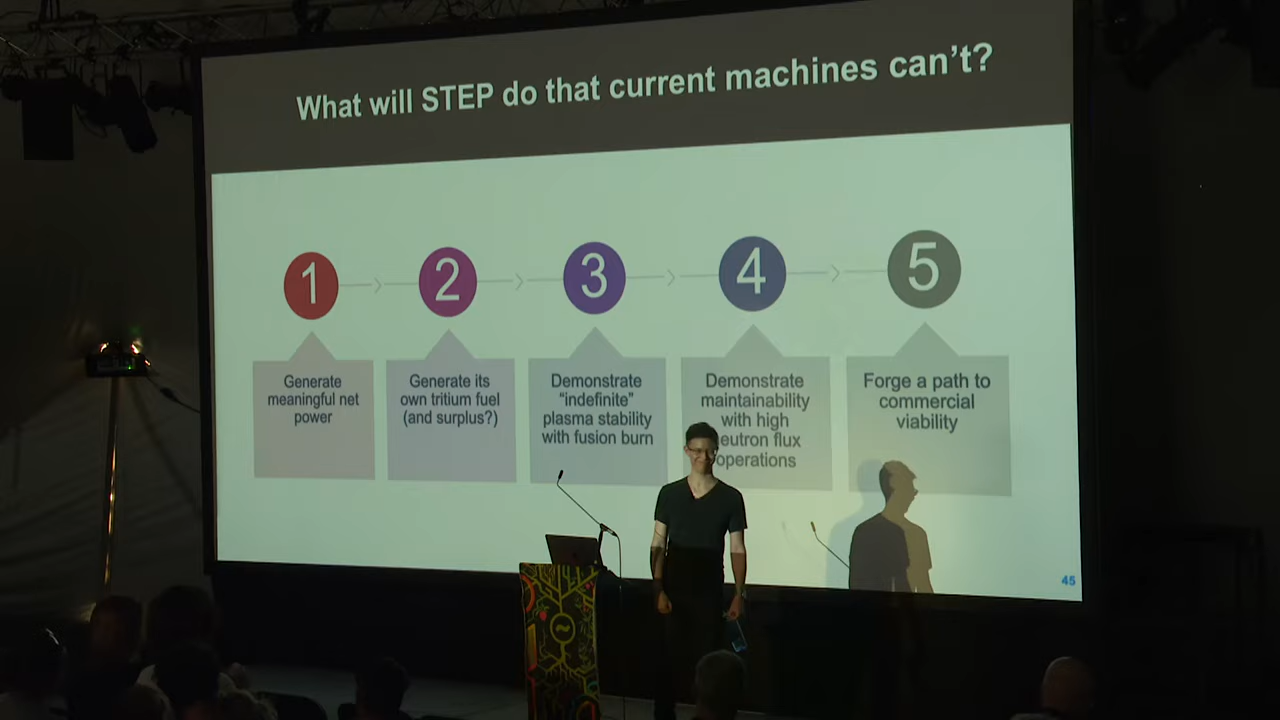 What will STEP do that current machines can't?
1
2
3
4
5
Generate
meaningful net
power
Generate its
own tritium fuel
(and surplus?)
Demonstrate
“indefinite”
plasma stability
with fusion burn
Demonstrate
maintainability
with high
eutron flux
operations
Forge a path to
commercial
viability
45